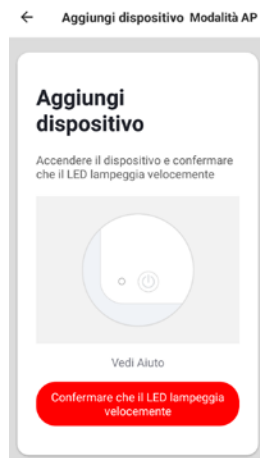 Aggiungi dispositivo Modalità AP
Aggiungi
dispositivo
Accendere il dispositivo e confermare
che il LED lampeggia velocemente
Vedi Aiuto
Confermare che il LED lampeggia
velocemente